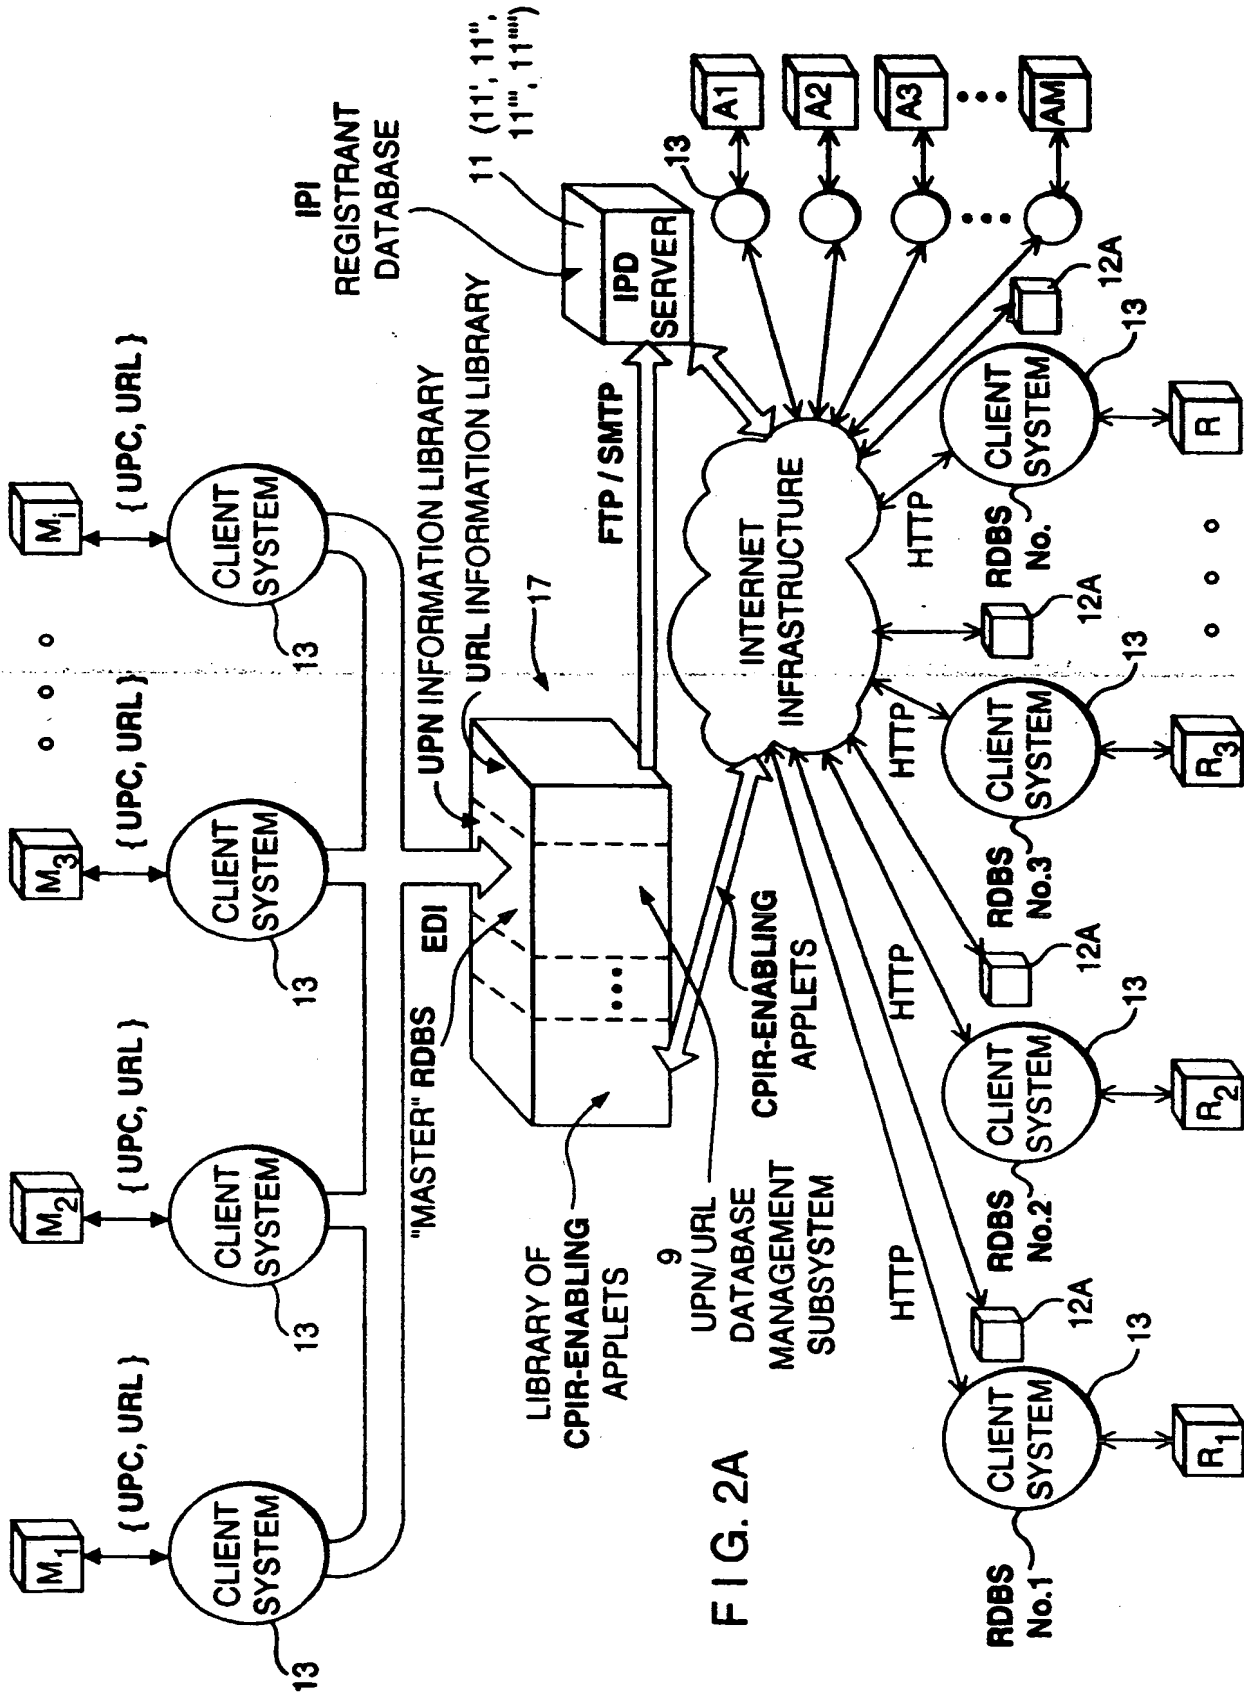 M1
M2
M3
Mi
{ UPC, URL }
{ UPC, URL }
{ UPC, URL }
{ UPC, URL }
CLIENT
SYSTEM
CLIENT
SYSTEM
CLIENT
SYSTEM
CLIENT
SYSTEM
13
13
13
13
EDI
"MASTER" RDBS
UPN INFORMATION LIBRARY
URL INFORMATION LIBRARY
17
IPI
REGISTRANT
DATABASE
11 (11', 11'',
11''', 11'''')
IPD
SERVER
FTP / SMTP
LIBRARY OF
CPIR-ENABLING
APPLETS
9
UPN/ URL
DATABASE
MANAGEMENT
SUBSYSTEM
CPIR-ENABLING
APPLETS
INTERNET
INFRASTRUCTURE
13
A1
A2
A3
AM
HTTP
HTTP
HTTP
HTTP
12A
12A
12A
12A
RDBS
No.1
CLIENT
SYSTEM
13
RDBS
No.2
CLIENT
SYSTEM
13
RDBS
No.3
CLIENT
SYSTEM
13
RDBS
No.
CLIENT
SYSTEM
13
R1
R2
R3
R
FIG. 2A